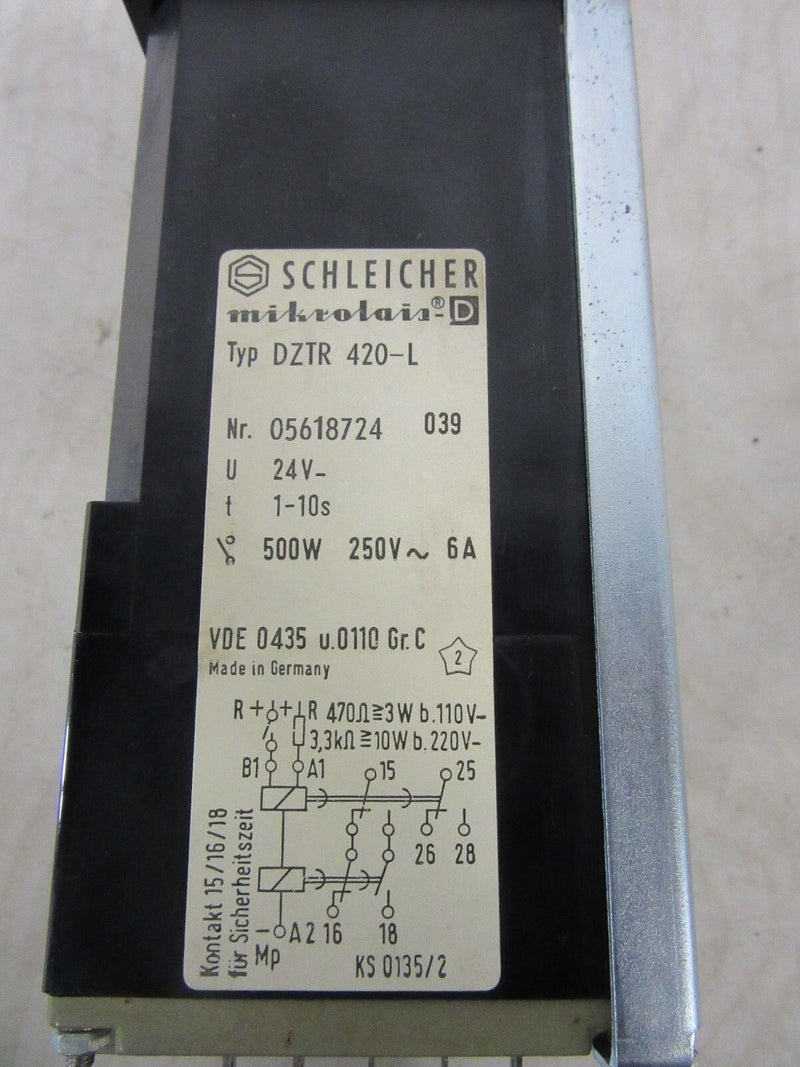 SCHLEICHER
mikrolais®-D
Typ DZTR 420-L
Nr. 05618724 039
U 24V-
t 1-10s
500W 250V~ 6A
VDE 0435 u.0110 Gr.C
2
Made in Germany
R + + R 470Ω≧3W b.110V-
3,3kΩ≧10W b.220V-
B1 A1 15 25
26 28
- A2 16 18
Mp
KS 0135/2
Kontakt 15/16/18
für Sicherheitszeit